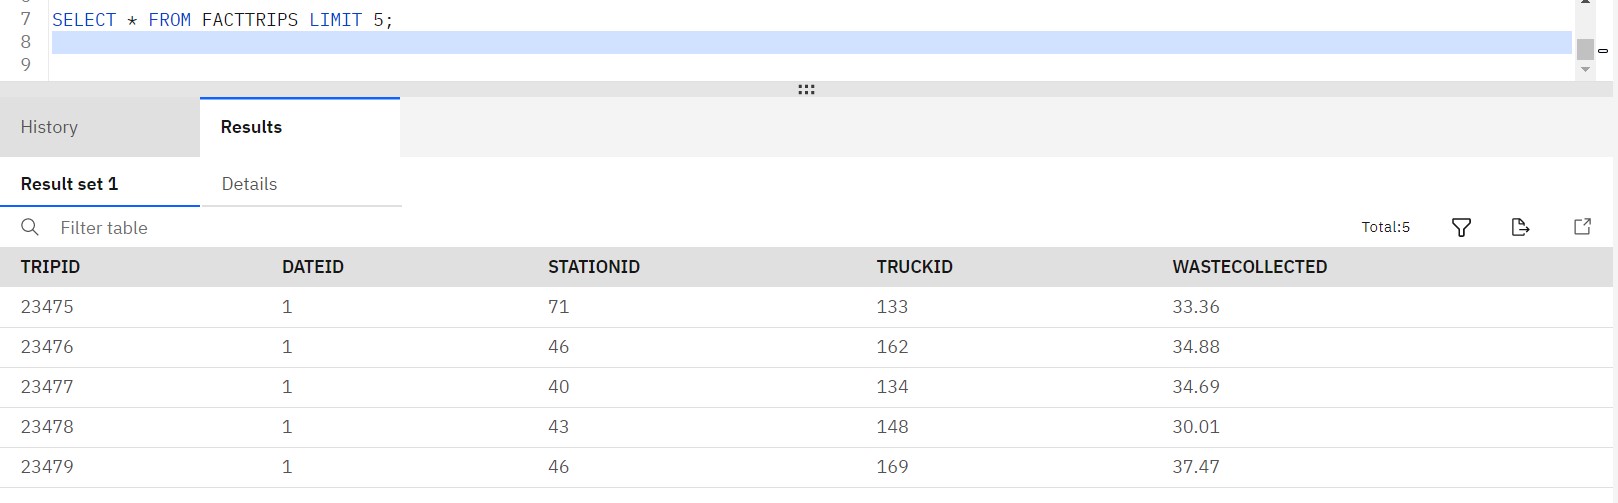 7 SELECT * FROM FACTTRIPS LIMIT 5;
8
9
History Results
Result set 1 Details
Filter table Total:5
TRIPID DATEID STATIONID TRUCKID WASTECOLLECTED
23475 1 71 133 33.36
23476 1 46 162 34.88
23477 1 40 134 34.69
23478 1 43 148 30.01
23479 1 46 169 37.47